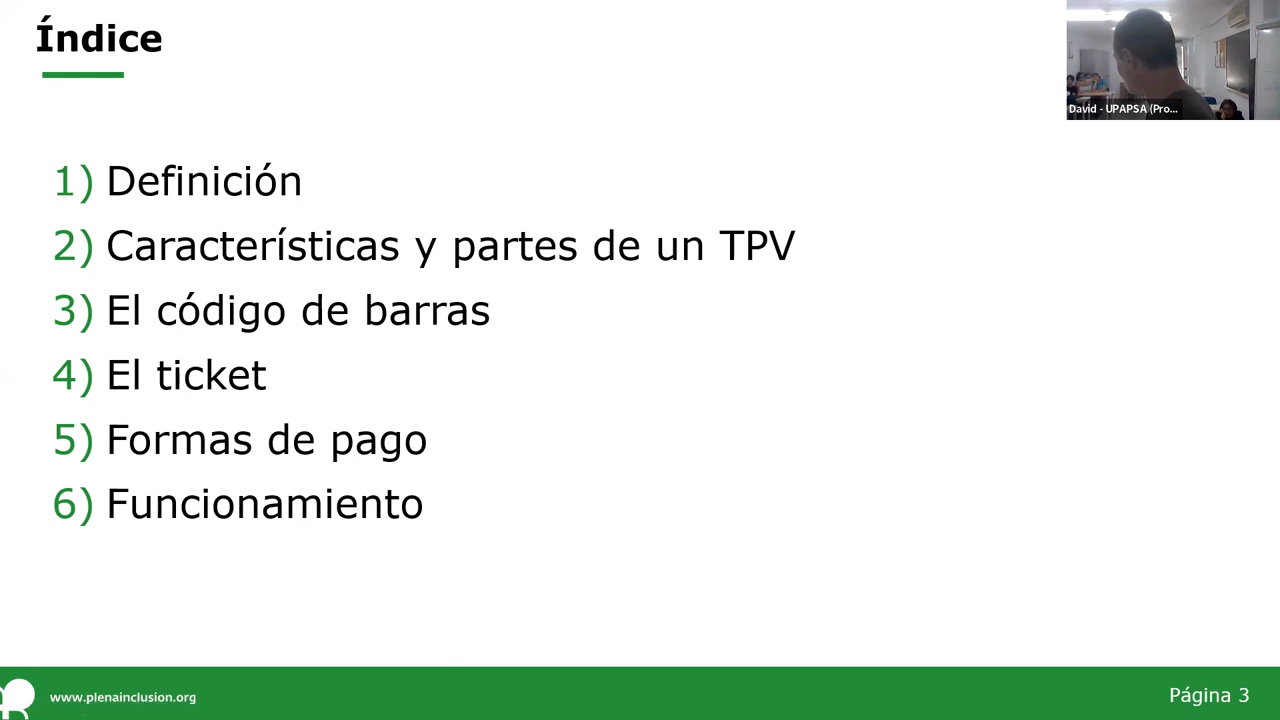 Índice
David - UPAPSA (Pro...
1) Definición
2) Características y partes de un TPV
3) El código de barras
4) El ticket
5) Formas de pago
6) Funcionamiento
www.plenainclusion.org
Página 3